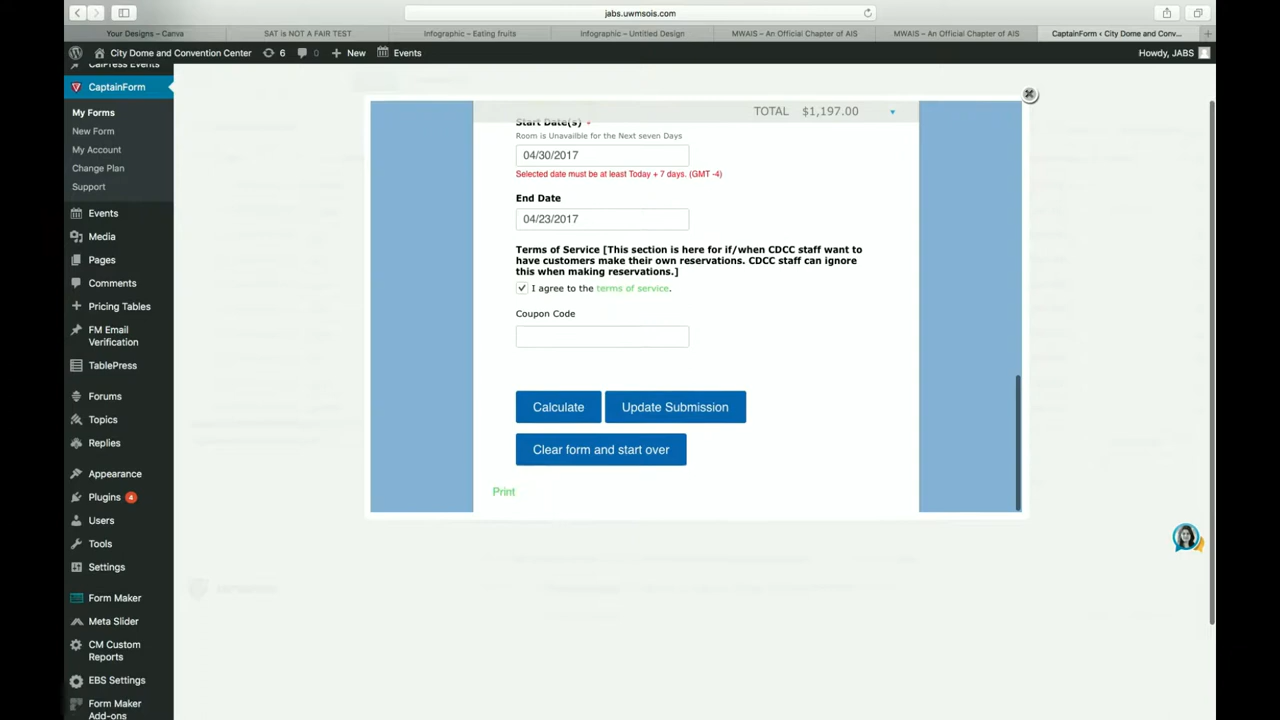 jabs.uwmsois.com
Your Designs – Canva
SAT is NOT A FAIR TEST
Infographic – Eating fruits
Infographic – Untitled Design
MWAIS – An Official Chapter of AIS
MWAIS – An Official Chapter of AIS
CaptainForm ‹ City Dome and Conv...
City Dome and Convention Center
6
0
New
Events
Howdy, JABS
CalPress Events
CaptainForm
My Forms
New Form
My Account
Change Plan
Support
Events
Media
Pages
Comments
Pricing Tables
FM Email
Verification
TablePress
Forums
Topics
Replies
Appearance
Plugins 4
Users
Tools
Settings
Form Maker
Meta Slider
CM Custom
Reports
EBS Settings
Form Maker
Add-ons
TOTAL $1,197.00
Start Date(s) *
Room is Unavailble for the Next seven Days
04/30/2017
Selected date must be at least Today + 7 days. (GMT -4)
End Date
04/23/2017
Terms of Service [This section is here for if/when CDCC staff want to
have customers make their own reservations. CDCC staff can ignore
this when making reservations.]
I agree to the terms of service.
Coupon Code
Calculate
Update Submission
Clear form and start over
Print